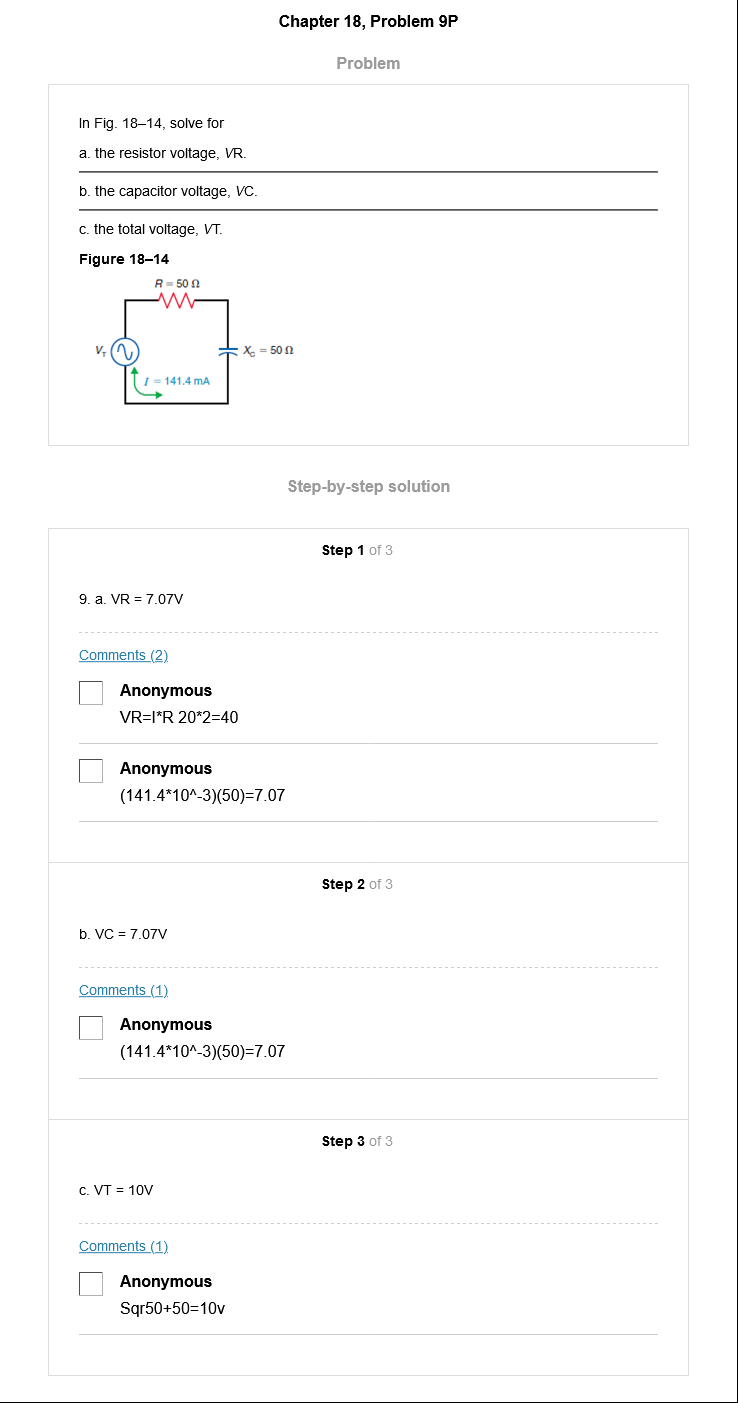 Chapter 18, Problem 9P
Problem
In Fig. 18–14, solve for
a. the resistor voltage, VR.
b. the capacitor voltage, VC.
c. the total voltage, VT.
Figure 18–14
R = 50 Ω
V_T
X_C = 50 Ω
I = 141.4 mA
Step-by-step solution
Step 1 of 3
9. a. VR = 7.07V
Comments (2)
Anonymous
VR=I*R 20*2=40
Anonymous
(141.4*10^-3)(50)=7.07
Step 2 of 3
b. VC = 7.07V
Comments (1)
Anonymous
(141.4*10^-3)(50)=7.07
Step 3 of 3
c. VT = 10V
Comments (1)
Anonymous
Sqr50+50=10v